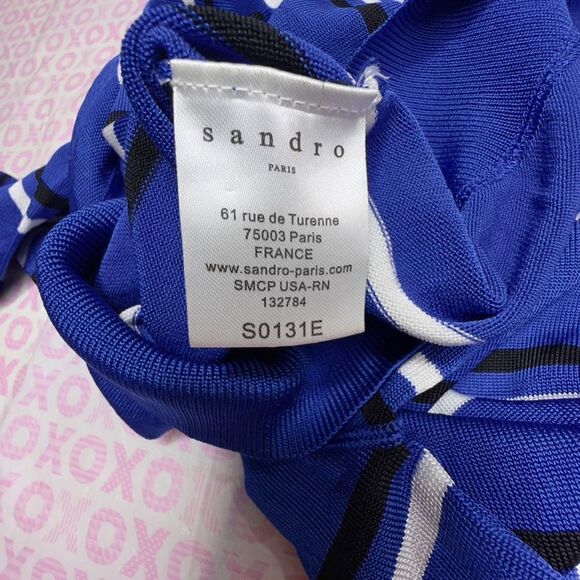 sandro
PARIS
61 rue de Turenne
75003 Paris
FRANCE
www.sandro-paris.com
SMCP USA-RN
132784
S0131E